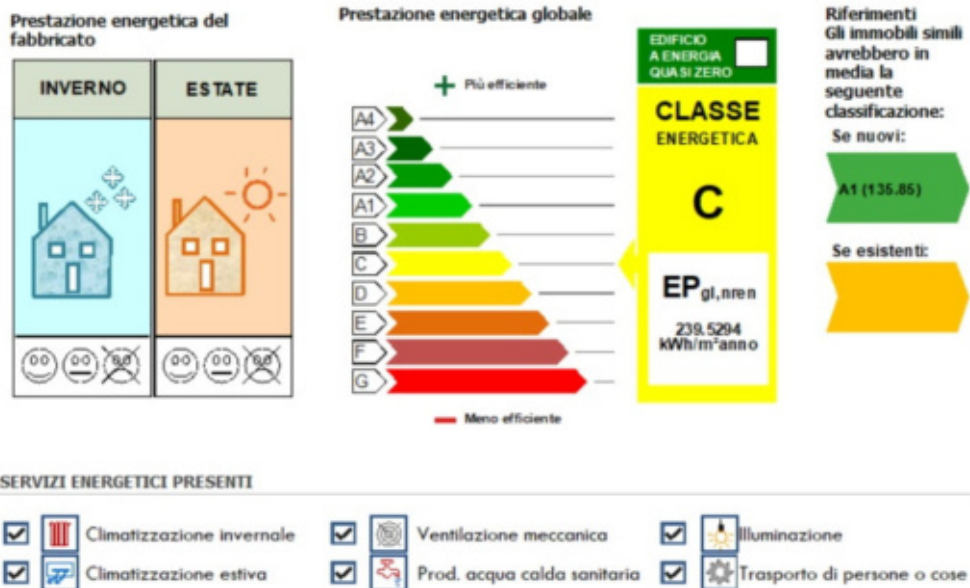 Prestazione energetica del
fabbricato
INVERNO
ESTATE
Prestazione energetica globale
Più efficiente
A4
A3
A2
A1
B
C
D
E
F
G
Meno efficiente
EDIFICIO
A ENERGIA
QUASI ZERO
CLASSE
ENERGETICA
C
EPgl,nren
239.5294
kWh/m²anno
Riferimenti
Gli immobili simili
avrebbero in
media la
seguente
classificazione:
Se nuovi:
A1 (135.85)
Se esistenti:
SERVIZI ENERGETICI PRESENTI
Climatizzazione invernale
Ventilazione meccanica
Illuminazione
Climatizzazione estiva
Prod. acqua calda sanitaria
Trasporto di persone o cose